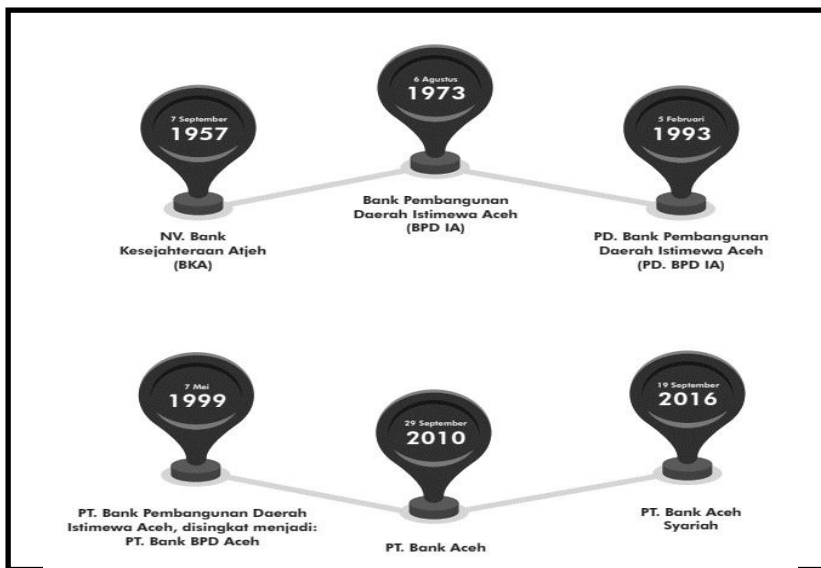 7 September
1957
NV. Bank
Kesejahteraan Atjeh
(BKA)
6 Agustus
1973
Bank Pembangunan
Daerah Istimewa Aceh
(BPD IA)
5 Februari
1993
PD. Bank Pembangunan
Daerah Istimewa Aceh
(PD. BPD IA)
7 Mei
1999
PT. Bank Pembangunan Daerah
Istimewa Aceh, disingkat menjadi:
PT. Bank BPD Aceh
29 September
2010
PT. Bank Aceh
19 September
2016
PT. Bank Aceh
Syariah